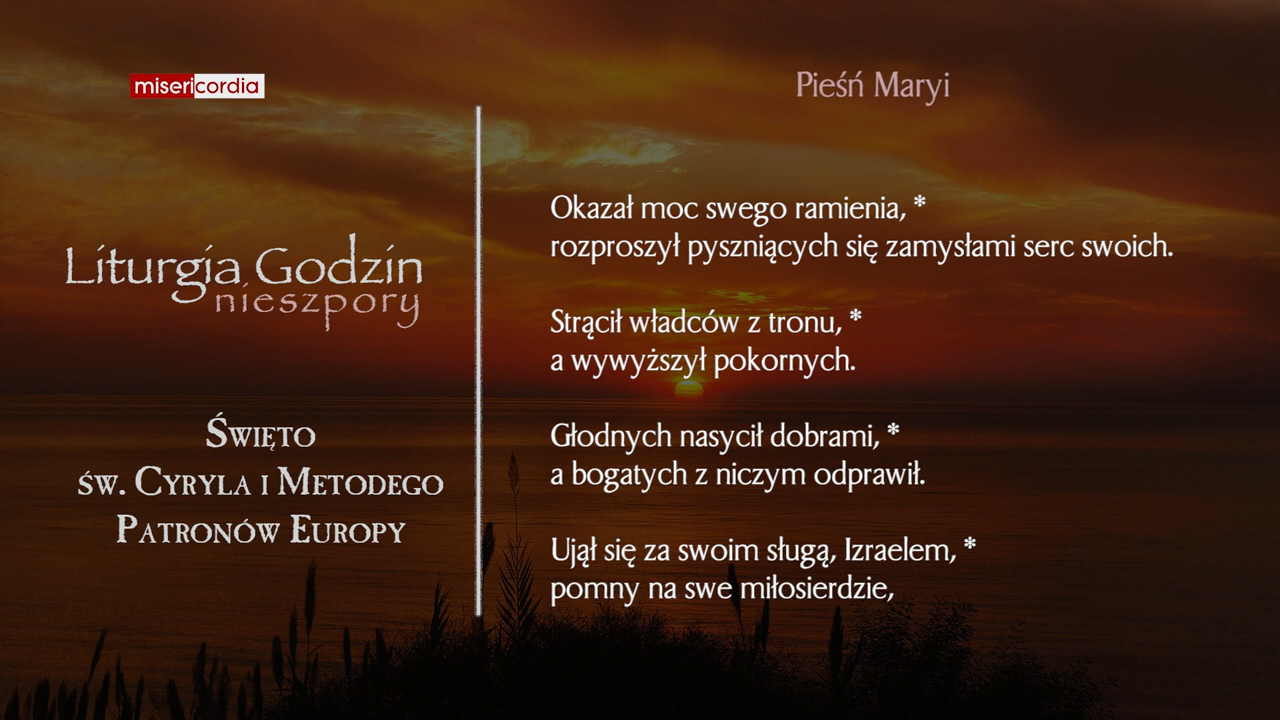 misericordia
Pieśń Maryi
Liturgia Godzin
nieszpory
Święto
św. Cyryla i Metodego
Patronów Europy
Okazał moc swego ramienia, *
rozproszył pyszniących się zamysłami serc swoich.
Strącił władców z tronu, *
a wywyższył pokornych.
Głodnych nasycił dobrami, *
a bogatych z niczym odprawił.
Ujął się za swoim sługą, Izraelem, *
pomny na swe miłosierdzie,